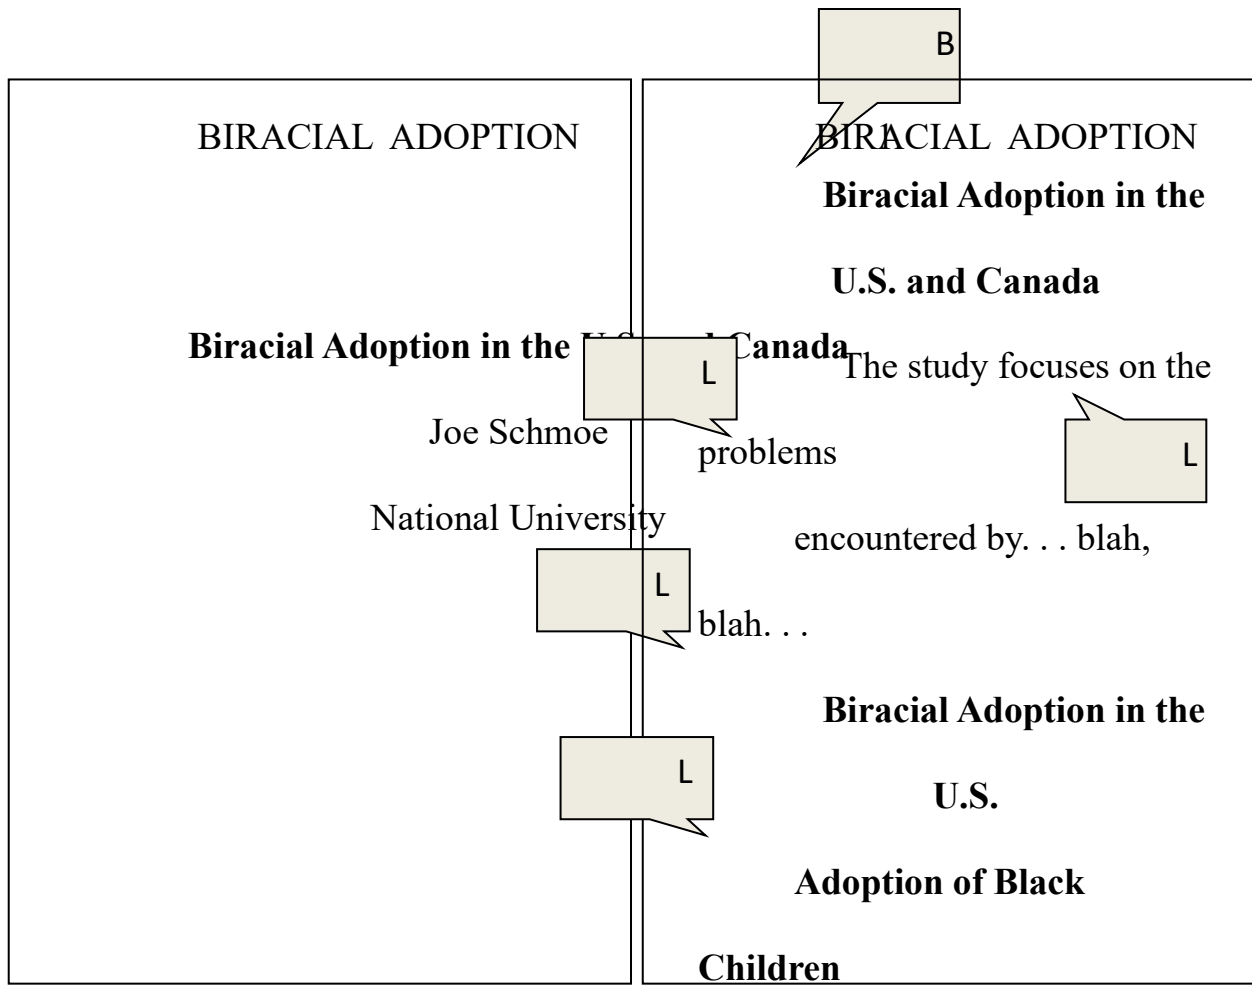 BIRACIAL ADOPTION
Biracial Adoption in the Canada
Joe Schmoe
National University
B
BIRACIAL ADOPTION
Biracial Adoption in the
U.S. and Canada
The study focuses on the
problems
encountered by. . . blah,
blah. . .
Biracial Adoption in the
U.S.
Adoption of Black
Children
L
L
L
L